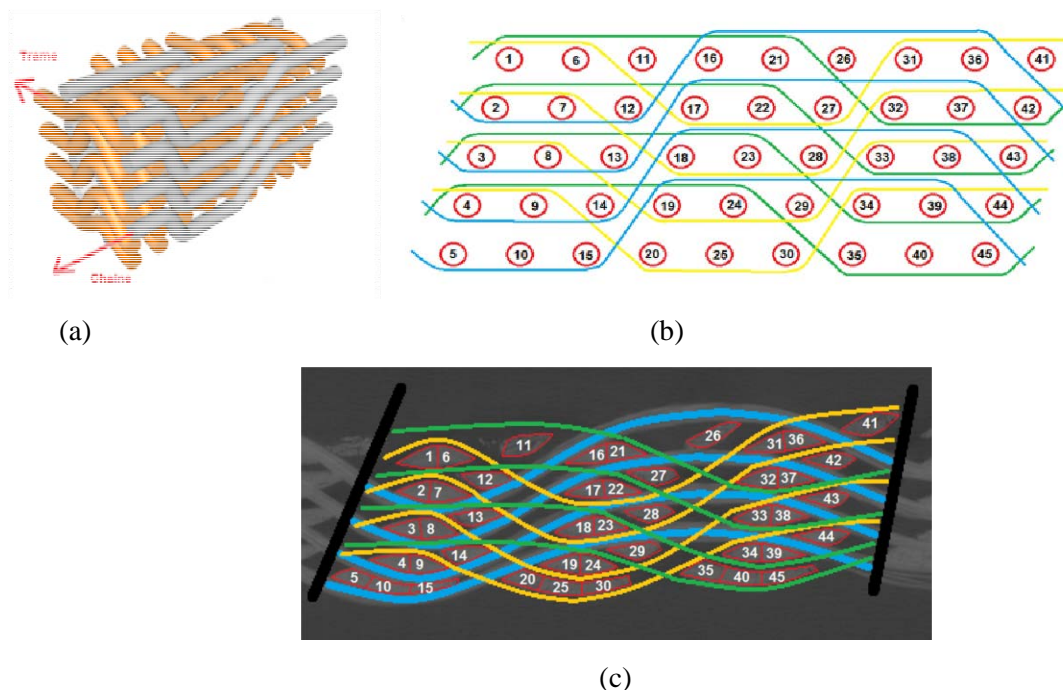 Trame
Chaine
(a)
1 6 11 16 21 26 31 36 41
2 7 12 17 22 27 32 37 42
3 8 13 18 23 28 33 38 43
4 9 14 19 24 29 34 39 44
5 10 15 20 25 30 35 40 45
(b)
1 6 11 16 21 26 31 36 41
2 7 12 17 22 27 32 37 42
3 8 13 18 23 28 33 38 43
4 9 14 19 24 29 34 39 44
5 10 15 20 25 30 35 40 45
(c)